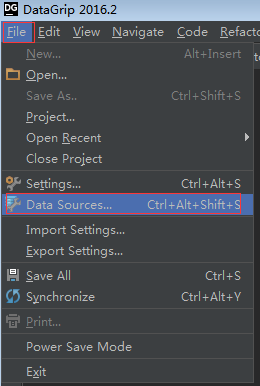 DG DataGrip 2016.2
File Edit View Navigate Code Refacto
New... Alt+Insert
Open...
Save As.. Ctrl+Shift+S
Project...
Open Recent
Close Project
Settings... Ctrl+Alt+S
Data Sources... Ctrl+Alt+Shift+S
Import Settings...
Export Settings...
Save All Ctrl+S
Synchronize Ctrl+Alt+Y
Print...
Power Save Mode
Exit